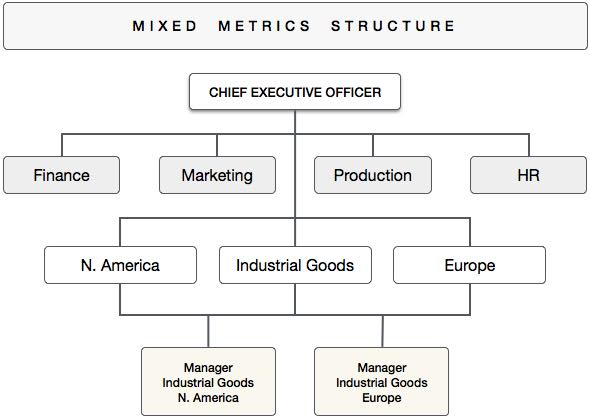 MIXED METRICS STRUCTURE
CHIEF EXECUTIVE OFFICER
Finance
Marketing
Production
HR
N. America
Industrial Goods
Europe
Manager
Industrial Goods
N. America
Manager
Industrial Goods
Europe